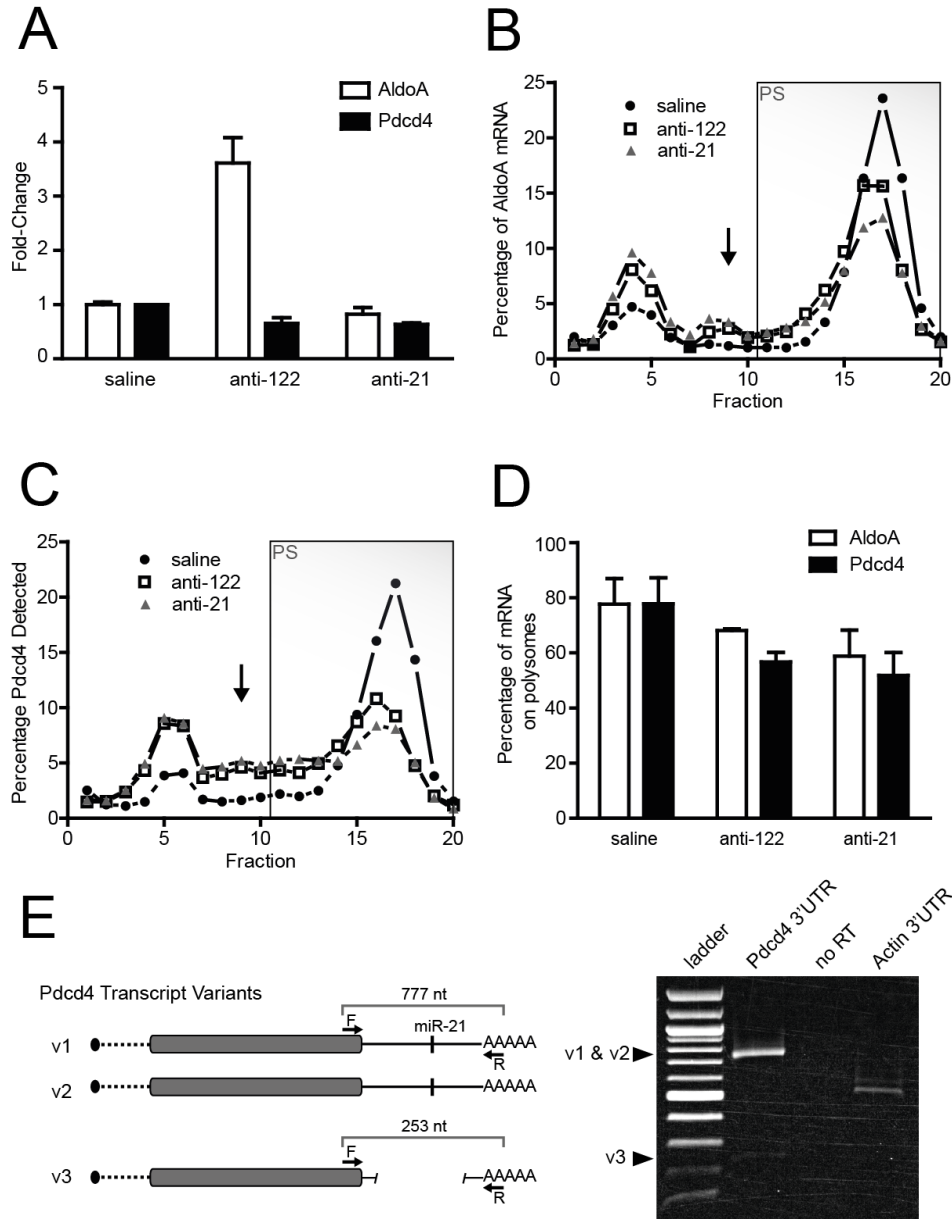 A
Fold-Change
5
4
3
2
1
0
AldoA
Pdcd4
saline
anti-122
anti-21
B
Percentage of AldoA mRNA
25
20
15
10
5
0
PS
saline
anti-122
anti-21
0
5
10
15
20
Fraction
C
Percentage Pdcd4 Detected
25
20
15
10
5
0
PS
saline
anti-122
anti-21
0
5
10
15
20
Fraction
D
Percentage of mRNA
on polysomes
100
80
60
40
20
0
AldoA
Pdcd4
saline
anti-122
anti-21
E
Pdcd4 Transcript Variants
777 nt
F
miR-21
v1
AAAAA
R
v2
AAAAA
253 nt
F
v3
AAAAA
R
ladder
Pdcd4 3'UTR
no RT
Actin 3'UTR
v1 & v2
v3